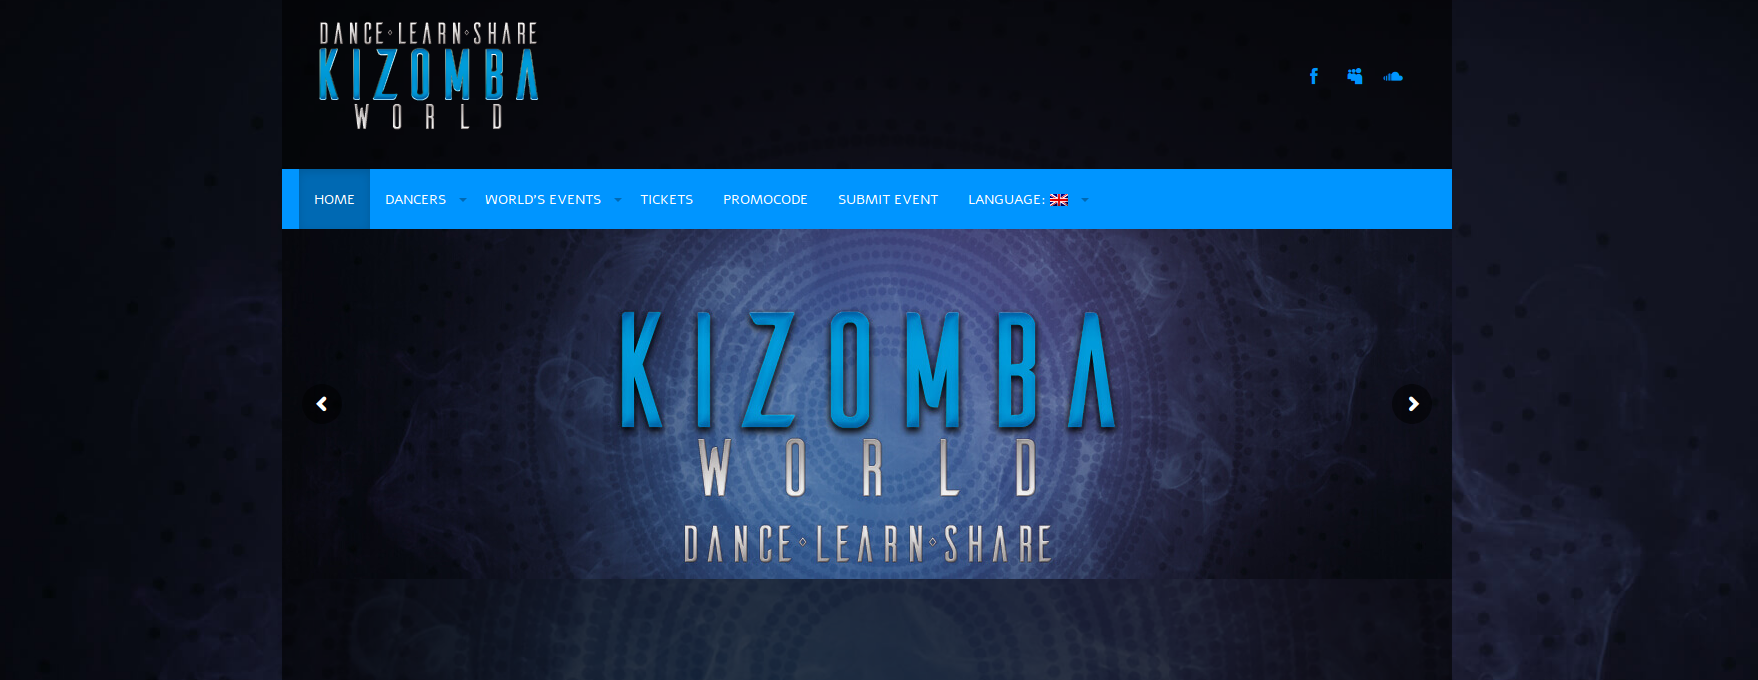 DANCE⋄LEARN⋄SHARE
KIZOMBA
WORLD
HOME DANCERS WORLD'S EVENTS TICKETS PROMOCODE SUBMIT EVENT LANGUAGE:
KIZOMBA
WORLD
DANCE⋄LEARN⋄SHARE